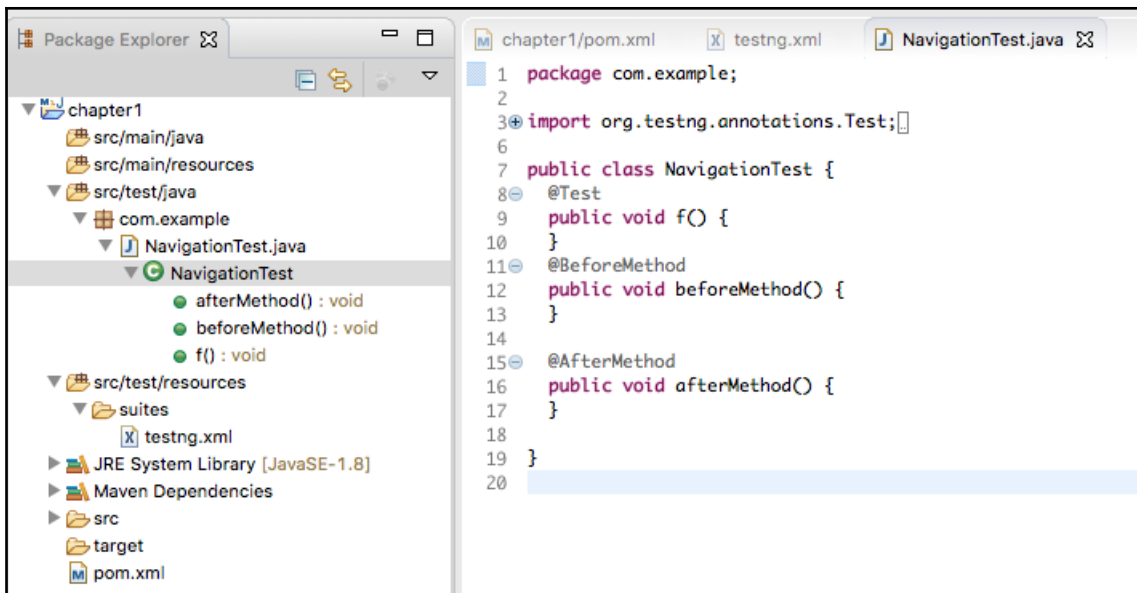 Package Explorer
chapter1
src/main/java
src/main/resources
src/test/java
com.example
NavigationTest.java
NavigationTest
afterMethod() : void
beforeMethod() : void
f() : void
src/test/resources
suites
testng.xml
JRE System Library [JavaSE-1.8]
Maven Dependencies
src
target
pom.xml
chapter1/pom.xml testng.xml NavigationTest.java
1 package com.example;
2
3 import org.testng.annotations.Test;
6
7 public class NavigationTest {
8 @Test
9 public void f() {
10 }
11 @BeforeMethod
12 public void beforeMethod() {
13 }
14
15 @AfterMethod
16 public void afterMethod() {
17 }
18
19 }
20